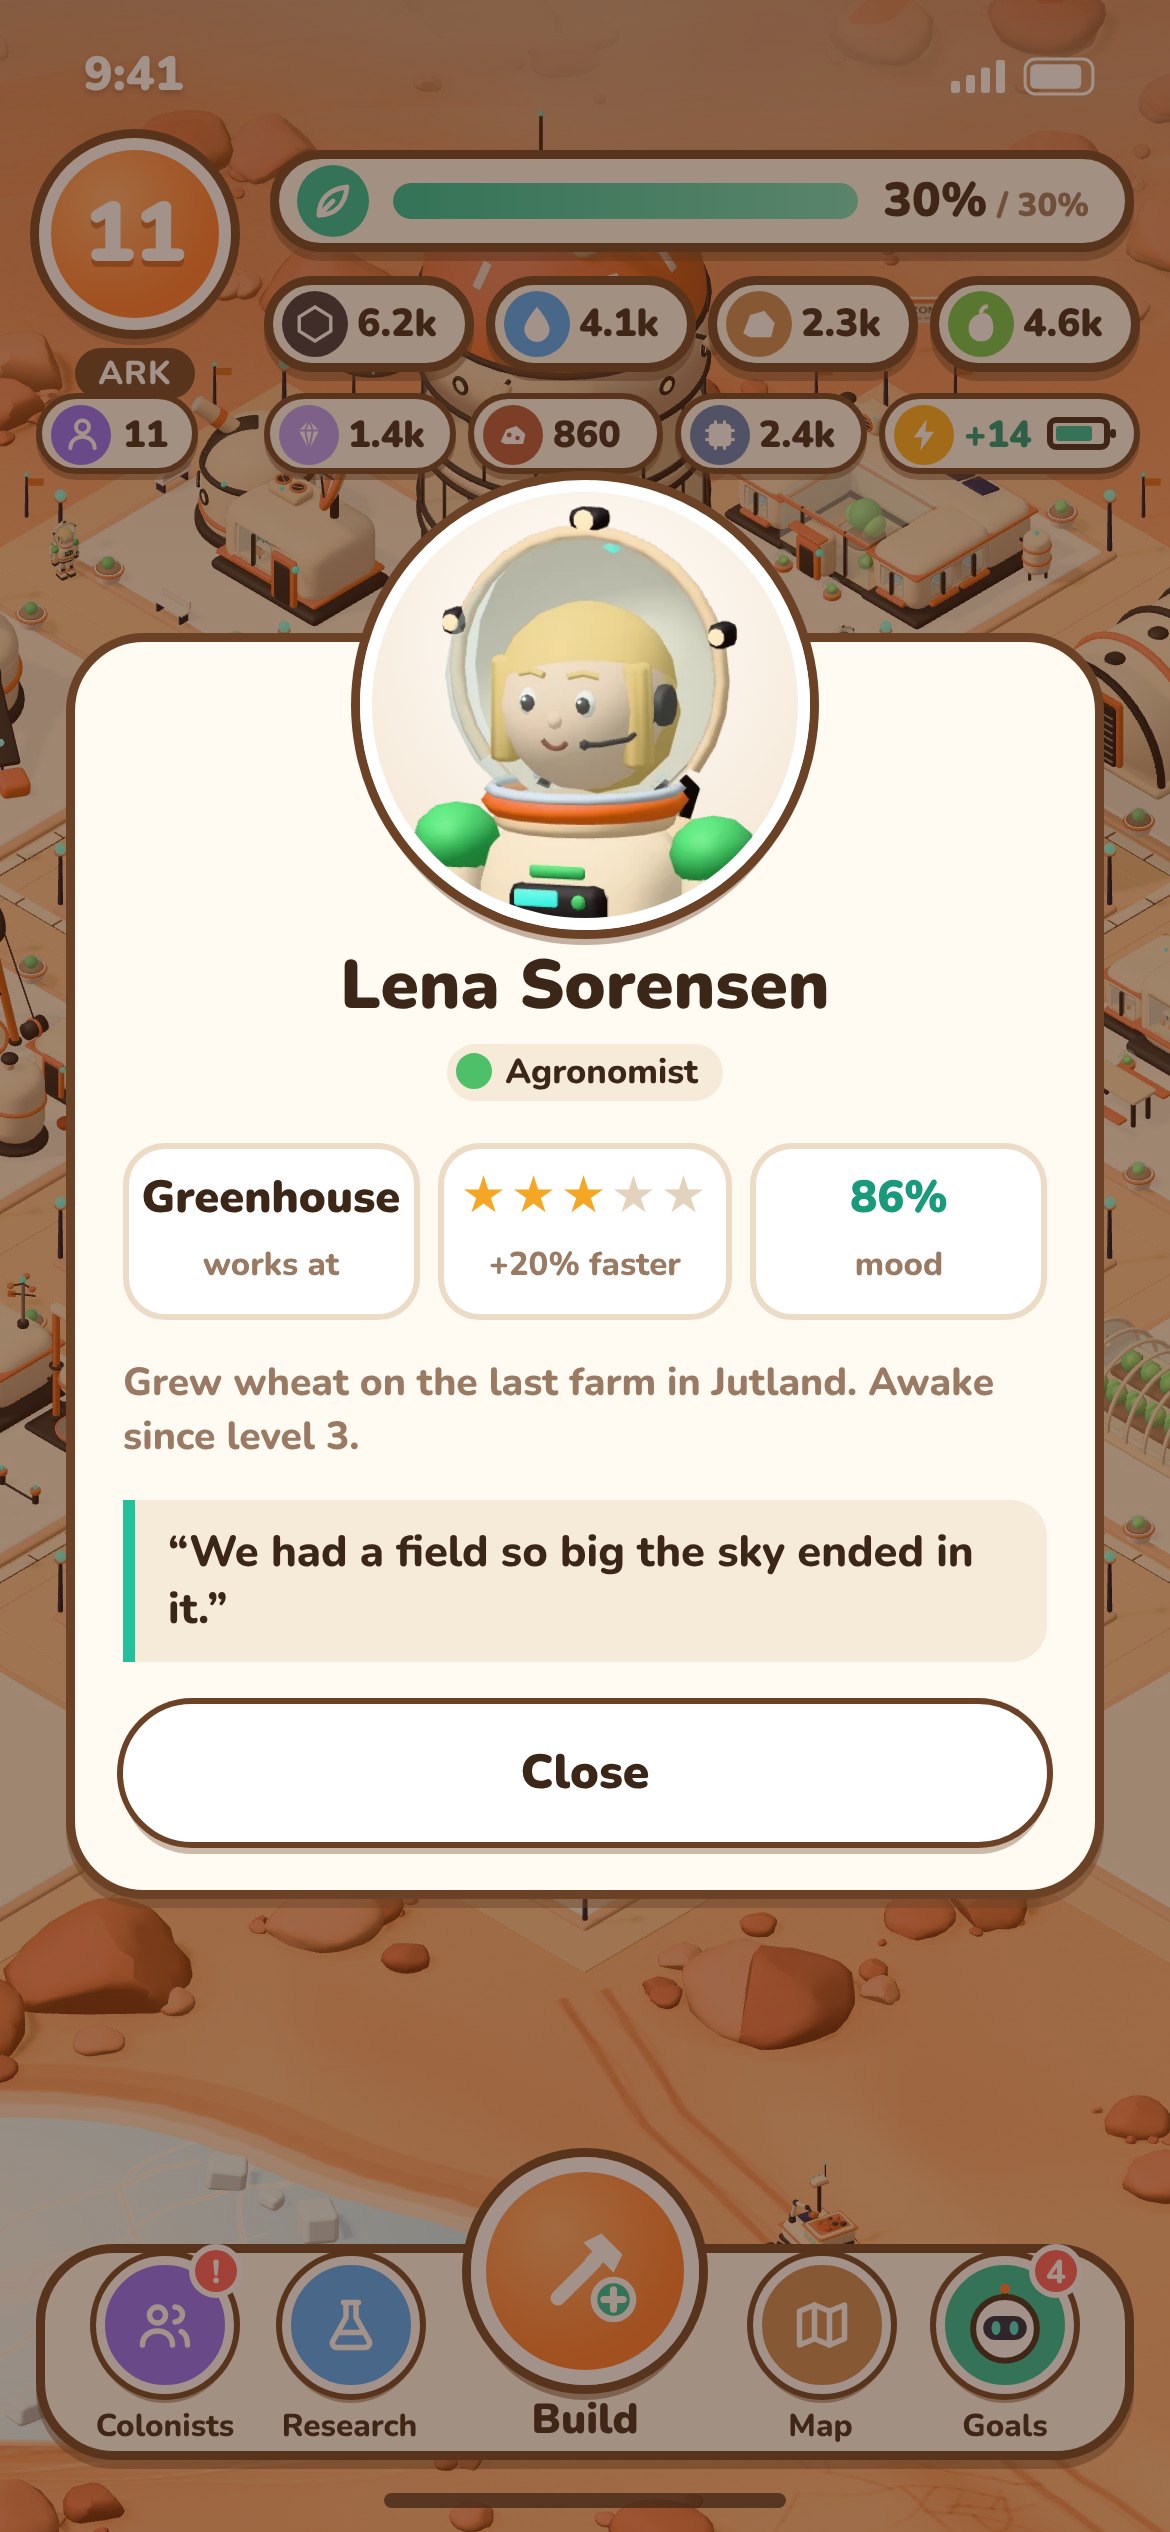 9:41
11
30% / 30%
6.2k 4.1k 2.3k 4.6k
ARK
11 1.4k 860 2.4k +14
Lena Sorensen
Agronomist
Greenhouse
works at
+20% faster
86%
mood
Grew wheat on the last farm in Jutland. Awake
since level 3.
“We had a field so big the sky ended in
it.”
Close
!
4
Colonists Research Build Map Goals